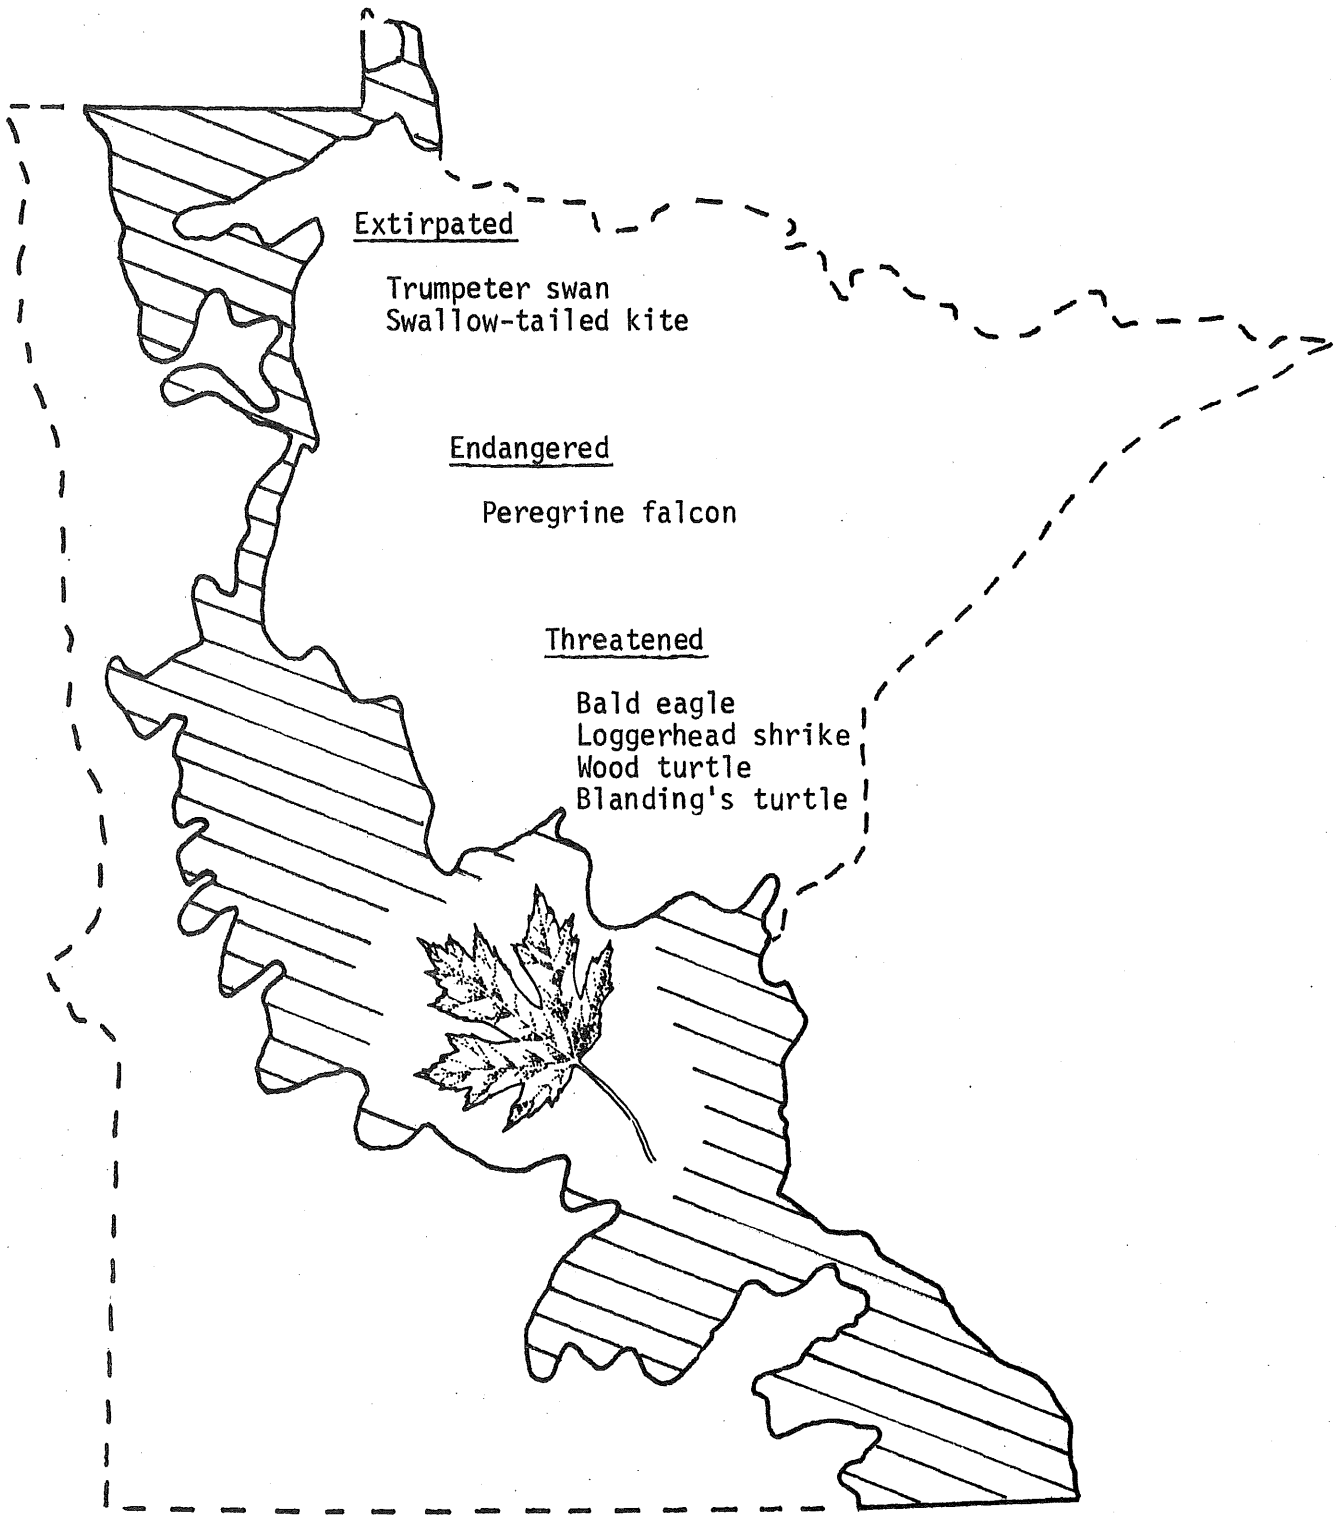 Extirpated
Trumpeter swan
Swallow-tailed kite
Endangered
Peregrine falcon
Threatened
Bald eagle
Loggerhead shrike
Wood turtle
Blanding's turtle